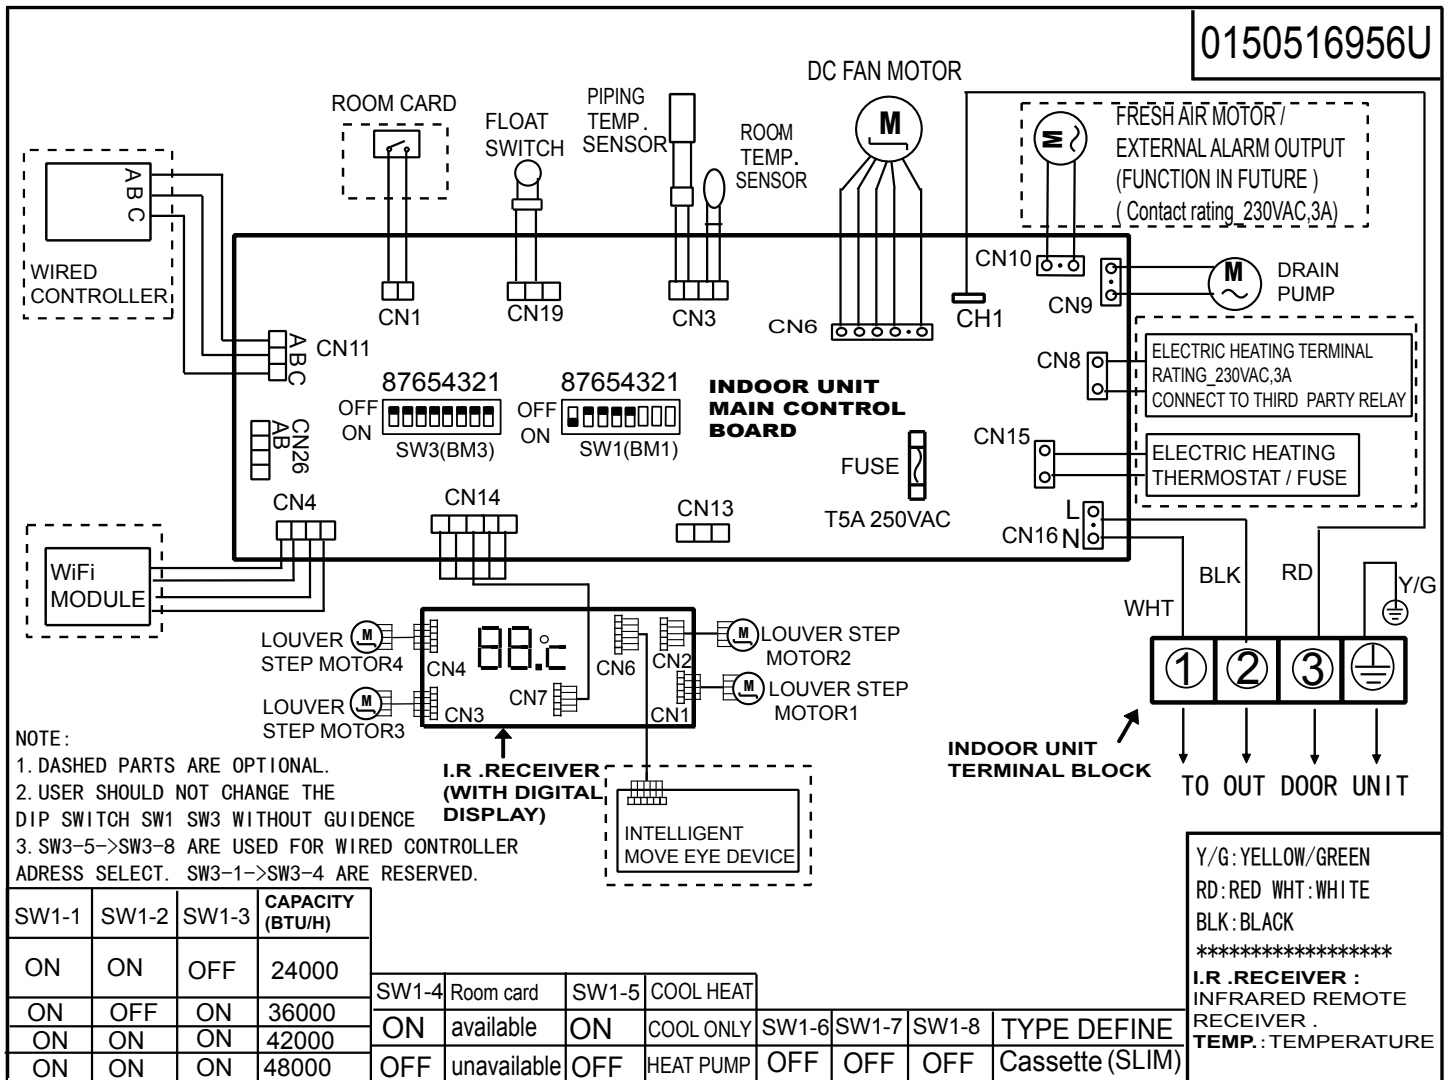 0150516956U
DC FAN MOTOR
ROOM CARD
FLOAT
SWITCH
PIPING
TEMP.
SENSOR
ROOM
TEMP.
SENSOR
M
M
FRESH AIR MOTOR /
EXTERNAL ALARM OUTPUT
(FUNCTION IN FUTURE )
( Contact rating_230VAC,3A)
A B C
WIRED
CONTROLLER
CN1
CN19
CN3
CN6
CH1
CN10
CN9
M
DRAIN
PUMP
A B C
CN11
87654321
OFF
ON
SW3(BM3)
87654321
OFF
ON
SW1(BM1)
INDOOR UNIT
MAIN CONTROL
BOARD
CN8
ELECTRIC HEATING TERMINAL
RATING_230VAC,3A
CONNECT TO THIRD PARTY RELAY
CN15
ELECTRIC HEATING
THERMOSTAT / FUSE
FUSE
T5A 250VAC
CN26
AB
CN4
CN14
CN13
L
CN16 N
WiFi
MODULE
BLK
RD
Y/G
WHT
LOUVER
STEP MOTOR4
M
CN4
88.°c
CN6
CN2
M
LOUVER STEP
MOTOR2
LOUVER
STEP MOTOR3
M
CN3
CN7
CN1
M
LOUVER STEP
MOTOR1
1 2 3
INDOOR UNIT
TERMINAL BLOCK
TO OUT DOOR UNIT
I.R .RECEIVER
(WITH DIGITAL
DISPLAY)
INTELLIGENT
MOVE EYE DEVICE
NOTE:
1. DASHED PARTS ARE OPTIONAL.
2. USER SHOULD NOT CHANGE THE
DIP SWITCH SW1 SW3 WITHOUT GUIDENCE
3. SW3-5->SW3-8 ARE USED FOR WIRED CONTROLLER
ADRESS SELECT. SW3-1->SW3-4 ARE RESERVED.
SW1-1 SW1-2 SW1-3 CAPACITY (BTU/H)
ON ON OFF 24000
ON OFF ON 36000
ON ON ON 42000
ON ON ON 48000
SW1-4 Room card SW1-5 COOL HEAT
ON available ON COOL ONLY SW1-6 SW1-7 SW1-8 TYPE DEFINE
OFF unavailable OFF HEAT PUMP OFF OFF OFF Cassette (SLIM)
Y/G:YELLOW/GREEN
RD:RED WHT:WHITE
BLK:BLACK
******************
I.R .RECEIVER :
INFRARED REMOTE
RECEIVER .
TEMP.:TEMPERATURE